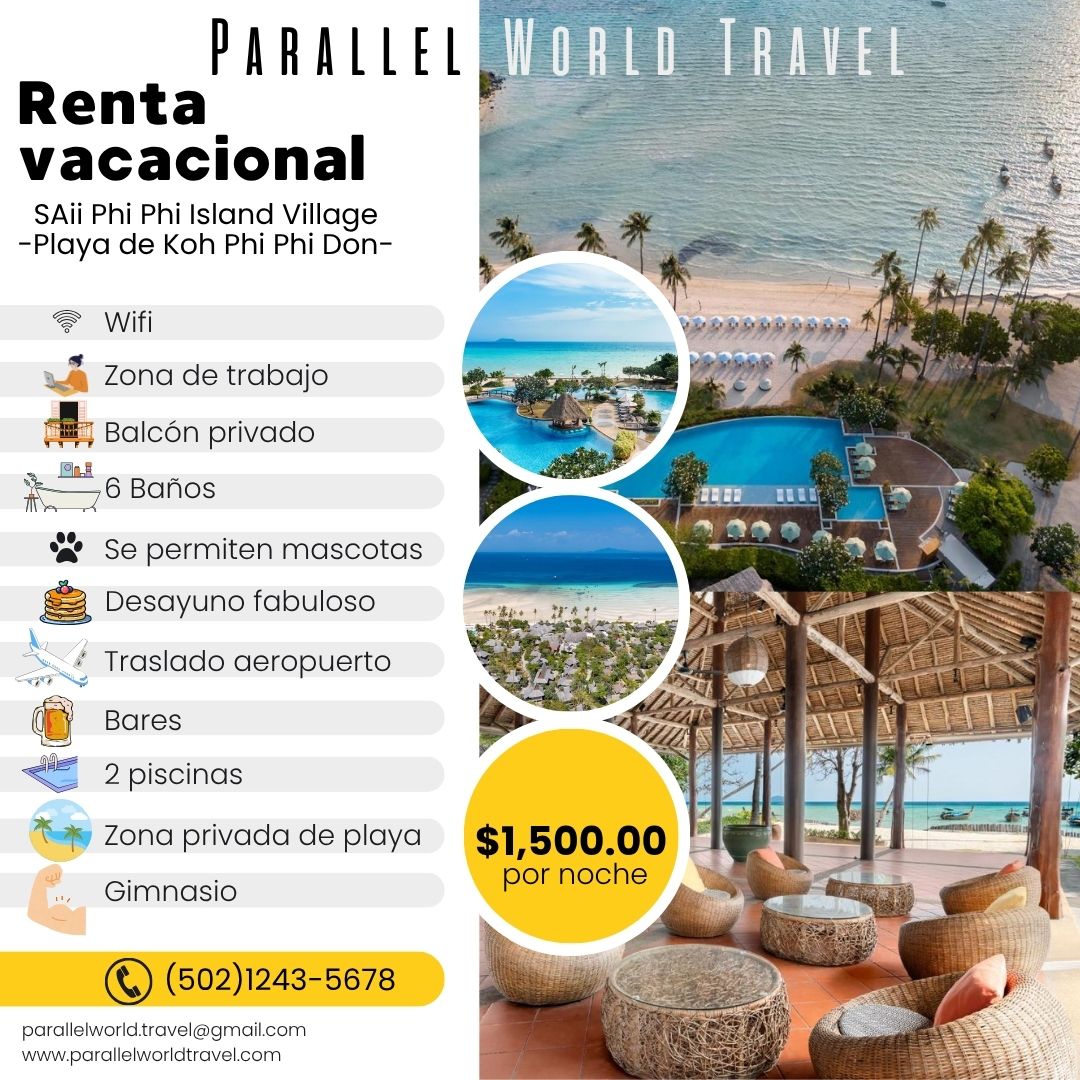 PARALLEL WORLD TRAVEL
Renta
vacacional
SAii Phi Phi Island Village
-Playa de Koh Phi Phi Don-
Wifi
Zona de trabajo
Balcón privado
6 Baños
Se permiten mascotas
Desayuno fabuloso
Traslado aeropuerto
Bares
2 piscinas
Zona privada de playa
Gimnasio
$1,500.00
por noche
(502)1243-5678
parallelworld.travel@gmail.com
www.parallelworldtravel.com